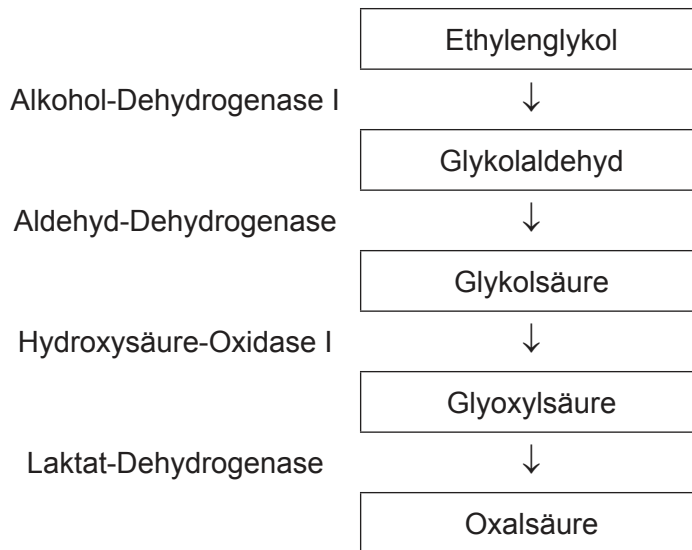 Ethylenglykol
Alkohol-Dehydrogenase I ↓
Glykolaldehyd
Aldehyd-Dehydrogenase ↓
Glykolsäure
Hydroxysäure-Oxidase I ↓
Glyoxylsäure
Laktat-Dehydrogenase ↓
Oxalsäure